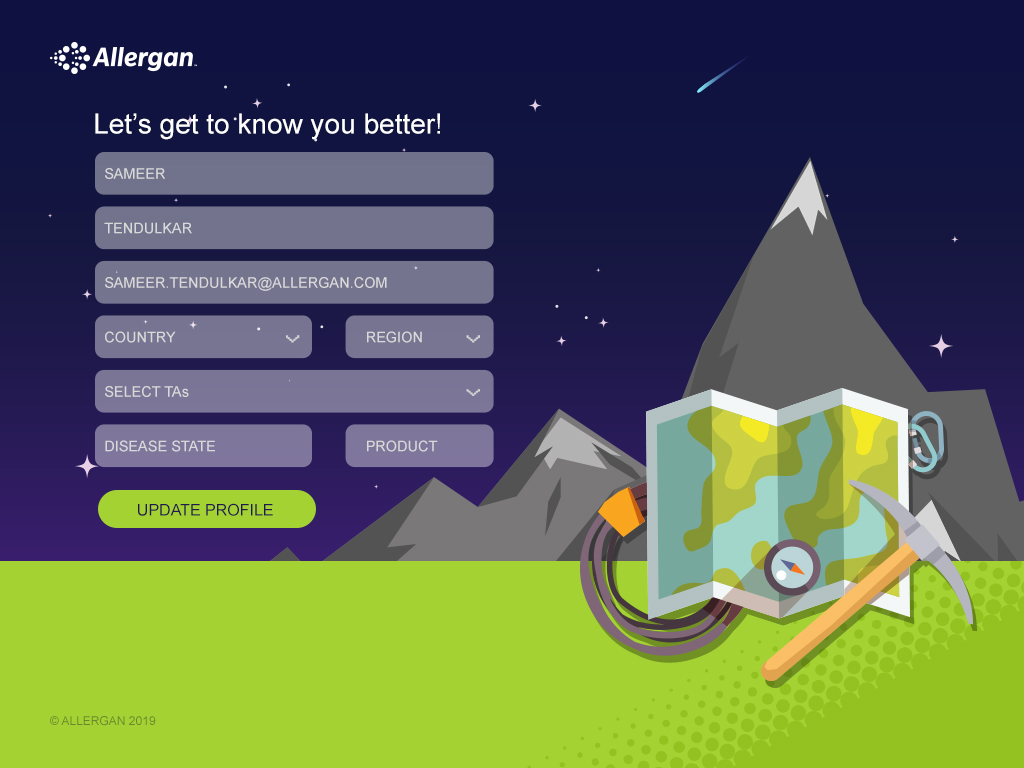 Allergan™
Let’s get to know you better!
SAMEER
TENDULKAR
SAMEER.TENDULKAR@ALLERGAN.COM
COUNTRY REGION
SELECT TAs
DISEASE STATE PRODUCT
UPDATE PROFILE
© ALLERGAN 2019